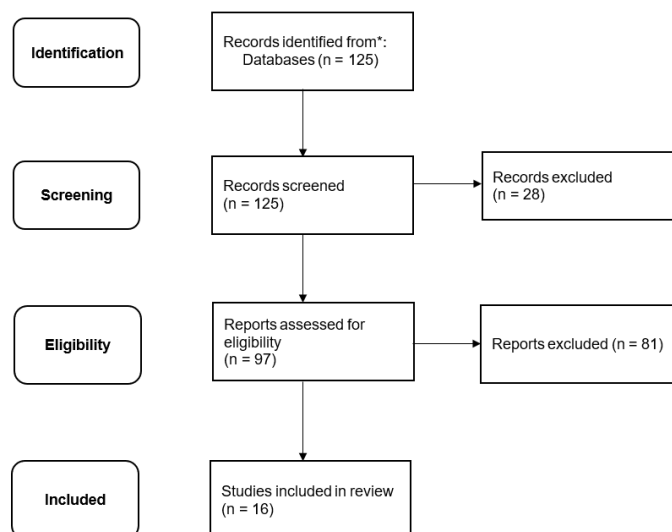 Identification
Records identified from*:
Databases (n = 125)
Screening
Records screened
(n = 125)
Records excluded
(n = 28)
Eligibility
Reports assessed for
eligibility
(n = 97)
Reports excluded (n = 81)
Included
Studies included in review
(n = 16)